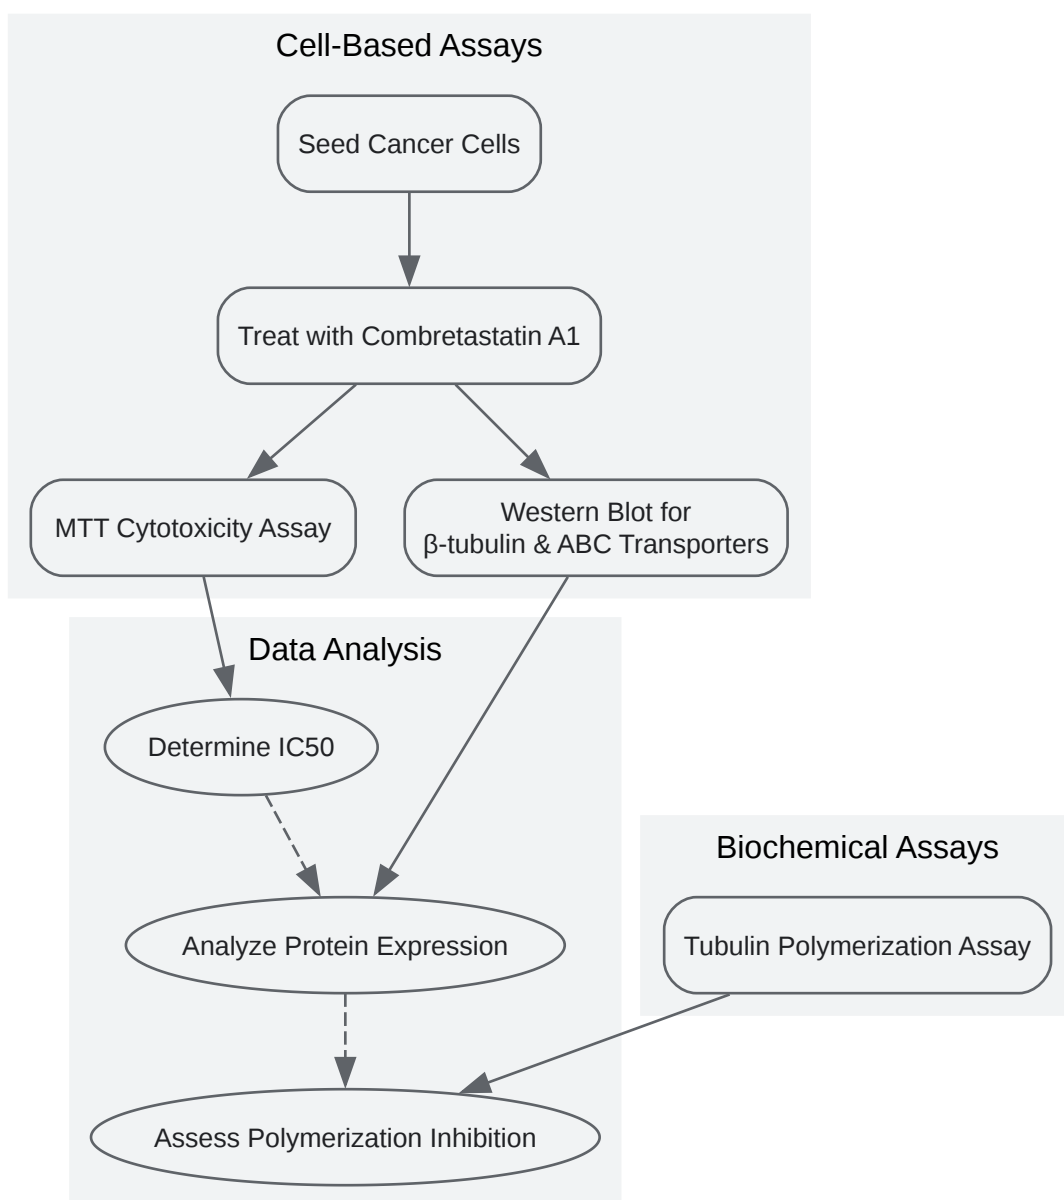 Cell-Based Assays
Seed Cancer Cells
Treat with Combretastatin A1
MTT Cytotoxicity Assay
Western Blot for
β-tubulin & ABC Transporters
Data Analysis
Determine IC50
Biochemical Assays
Analyze Protein Expression
Tubulin Polymerization Assay
Assess Polymerization Inhibition